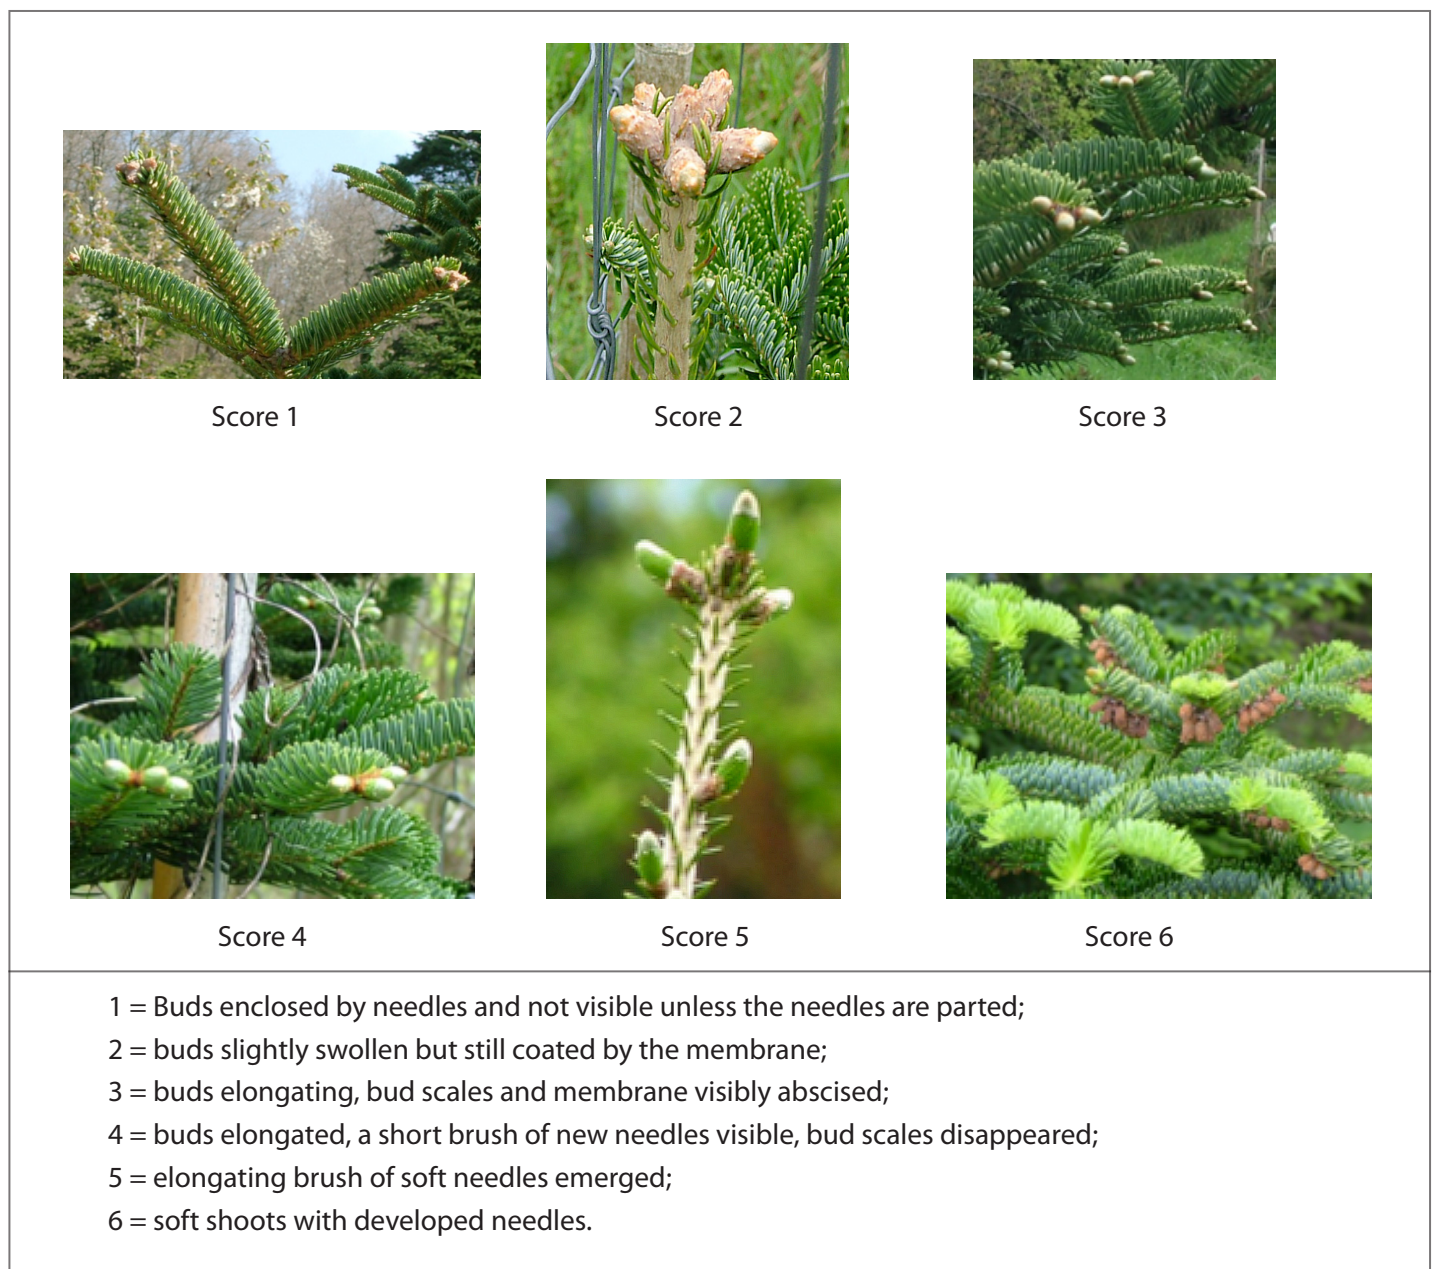 Score 1
Score 2
Score 3
Score 4
Score 5
Score 6
1 = Buds enclosed by needles and not visible unless the needles are parted;
2 = buds slightly swollen but still coated by the membrane;
3 = buds elongating, bud scales and membrane visibly abscised;
4 = buds elongated, a short brush of new needles visible, bud scales disappeared;
5 = elongating brush of soft needles emerged;
6 = soft shoots with developed needles.